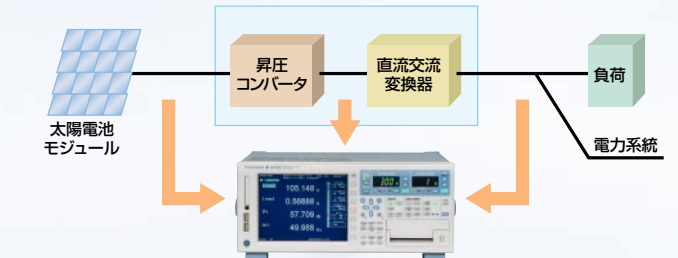 昇圧
コンバータ
直流交流
変換器
負荷
太陽電池
モジュール
電力系統
YOKOGAWA
105.148
0.56888
57.709
49.988